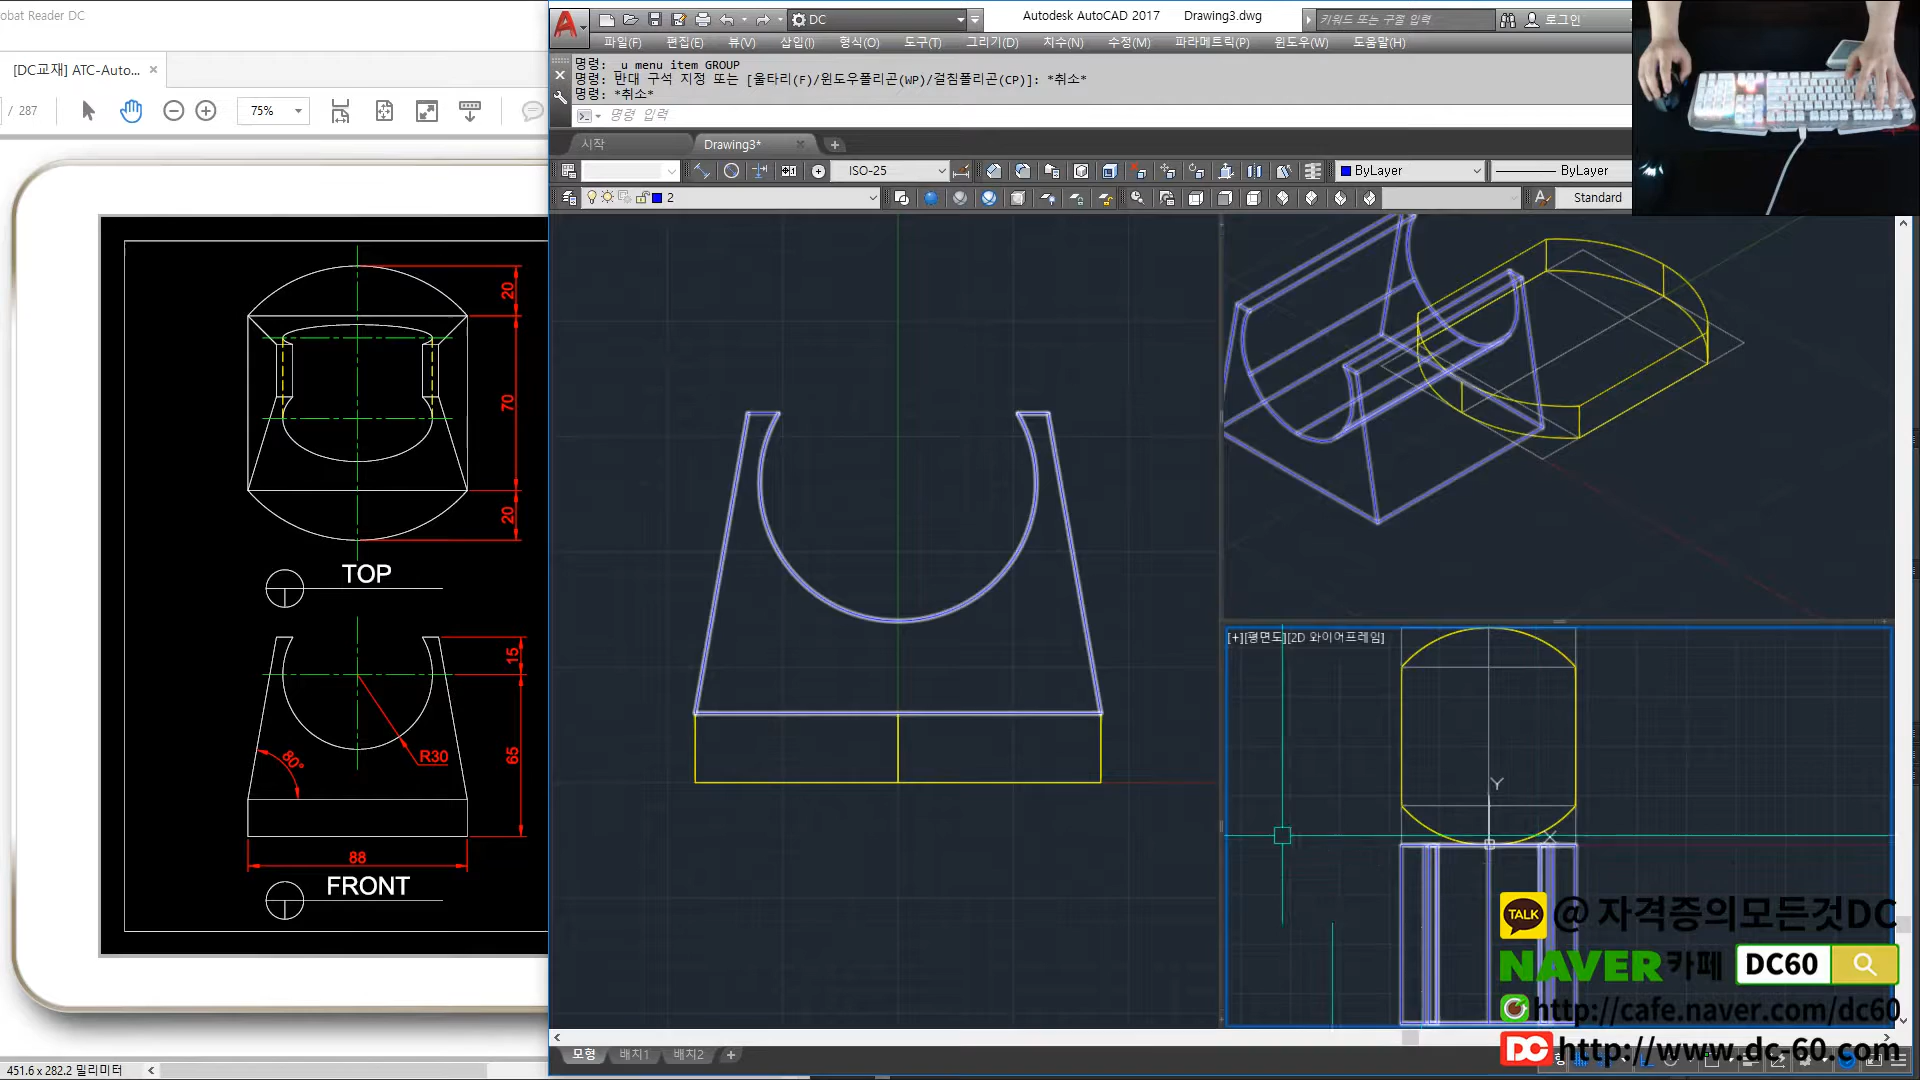 obat Reader DC
[DC교재] ATC-Auto...
/ 287
75%
20
70
20
TOP
15
65
R30
80°
88
FRONT
451.6 x 282.2 밀리미터
DC
Autodesk AutoCAD 2017
Drawing3.dwg
키워드 또는 구절 입력
로그인
파일(F)
편집(E)
뷰(V)
삽입(I)
형식(O)
도구(T)
그리기(D)
치수(N)
수정(M)
파라메트릭(P)
윈도우(W)
도움말(H)
명령: _u menu item GROUP
명령: 반대 구석 지정 또는 [울타리(F)/윈도우폴리곤(WP)/걸침폴리곤(CP)]: *취소*
명령: *취소*
명령 입력
시작
Drawing3*
ISO-25
ByLayer
ByLayer
2
Standard
[+][평면도][2D 와이어프레임]
Y
X
TALK @자격증의모든것DC
NAVER 카페 DC60
http://cafe.naver.com/dc60
DC http://www.dc-60.com
모형
배치1
배치2